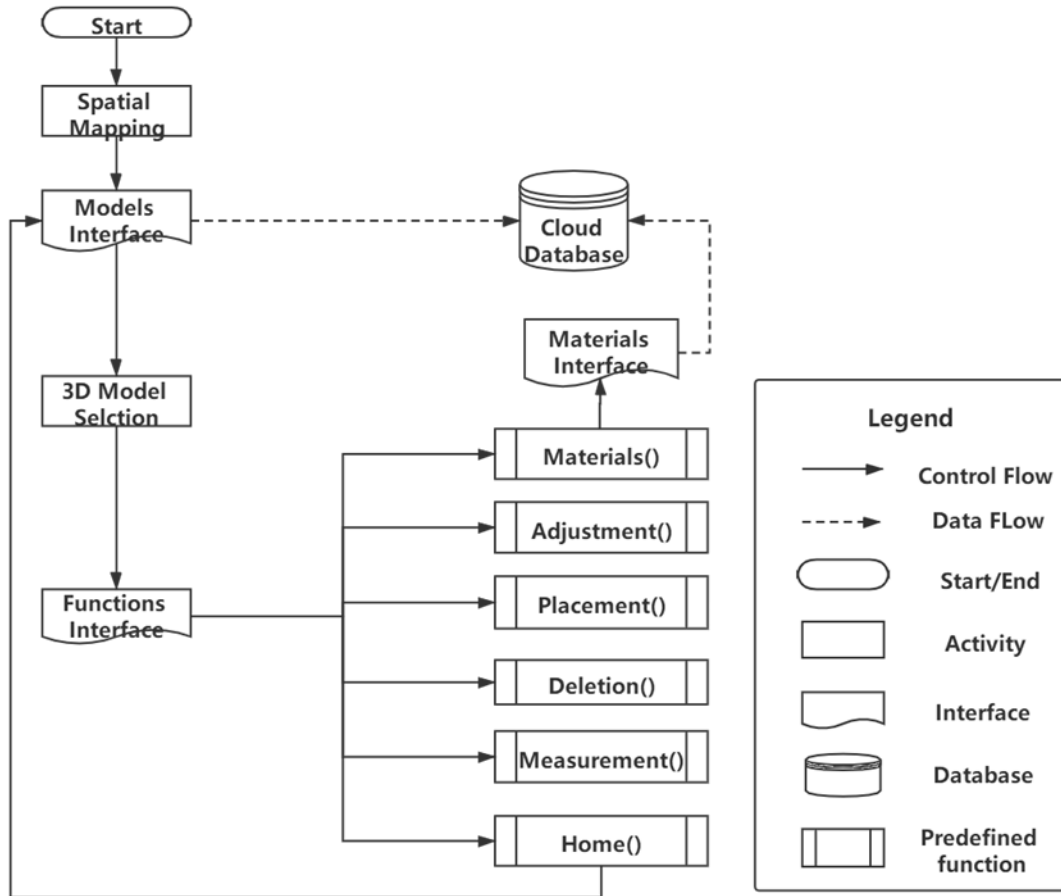 Start
Spatial
Mapping
Models
Interface
Cloud
Database
Materials
Interface
3D Model
Selction
Materials()
Adjustment()
Functions
Interface
Placement()
Deletion()
Measurement()
Home()
Legend
Control Flow
Data FLow
Start/End
Activity
Interface
Database
Predefined
function